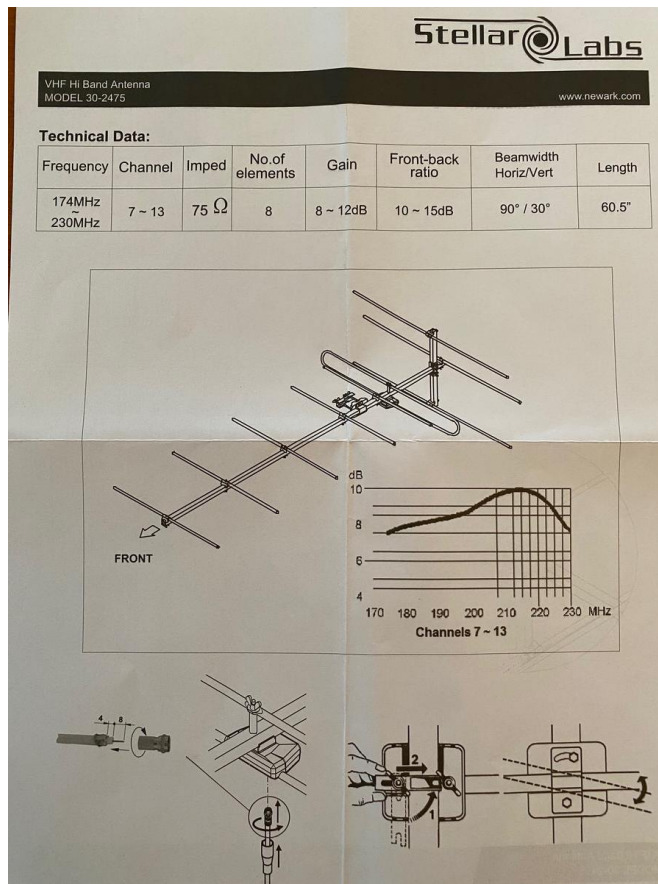 Stellar Labs
VHF Hi Band Antenna
MODEL 30-2475
www.newark.com
Technical Data:
Frequency Channel Imped No.of elements Gain Front-back ratio Beamwidth Horiz/Vert Length
174MHz ~ 230MHz 7 ~ 13 75 Ω 8 8 ~ 12dB 10 ~ 15dB 90° / 30° 60.5"
FRONT
dB
10
8
6
4
170 180 190 200 210 220 230 MHz
Channels 7 ~ 13
4 8
2
1